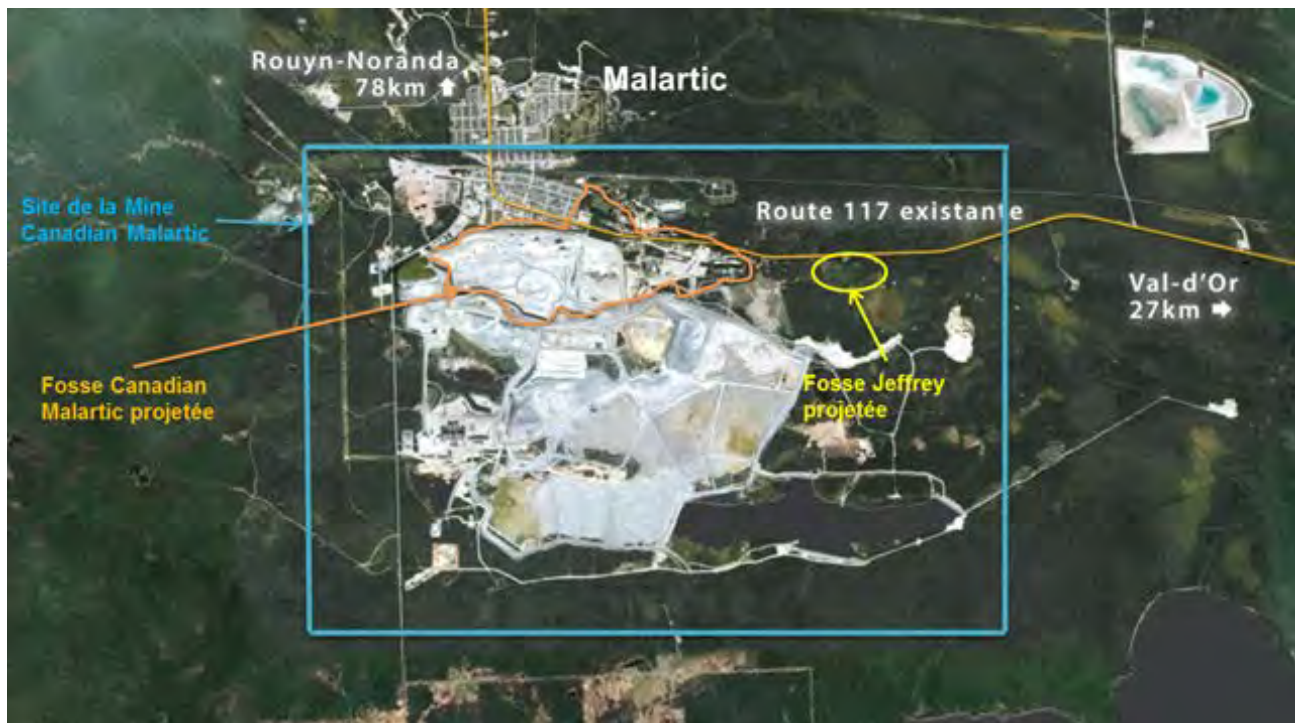 Rouyn-Noranda
78km ⬆
Malartic
Site de la Mine
Canadian Malartic
Route 117 existante
Val-d'Or
27km ➡
Fosse Canadian
Malartic projetée
Fosse Jeffrey
projetée